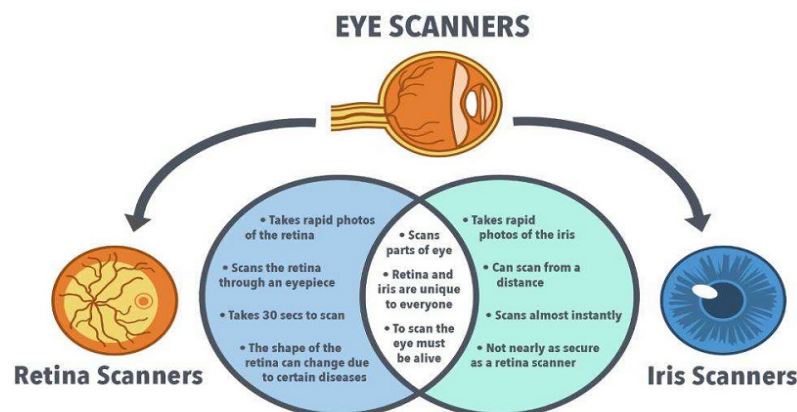 EYE SCANNERS
• Takes rapid photos
of the retina
• Scans the retina
through an eyepiece
• Takes 30 secs to scan
• The shape of the
retina can change due
to certain diseases
• Scans
parts of eye
• Retina and
iris are unique
to everyone
• To scan the
eye must
be alive
• Takes rapid
photos of the iris
• Can scan from a
distance
• Scans almost instantly
• Not nearly as secure
as a retina scanner
Retina Scanners
Iris Scanners